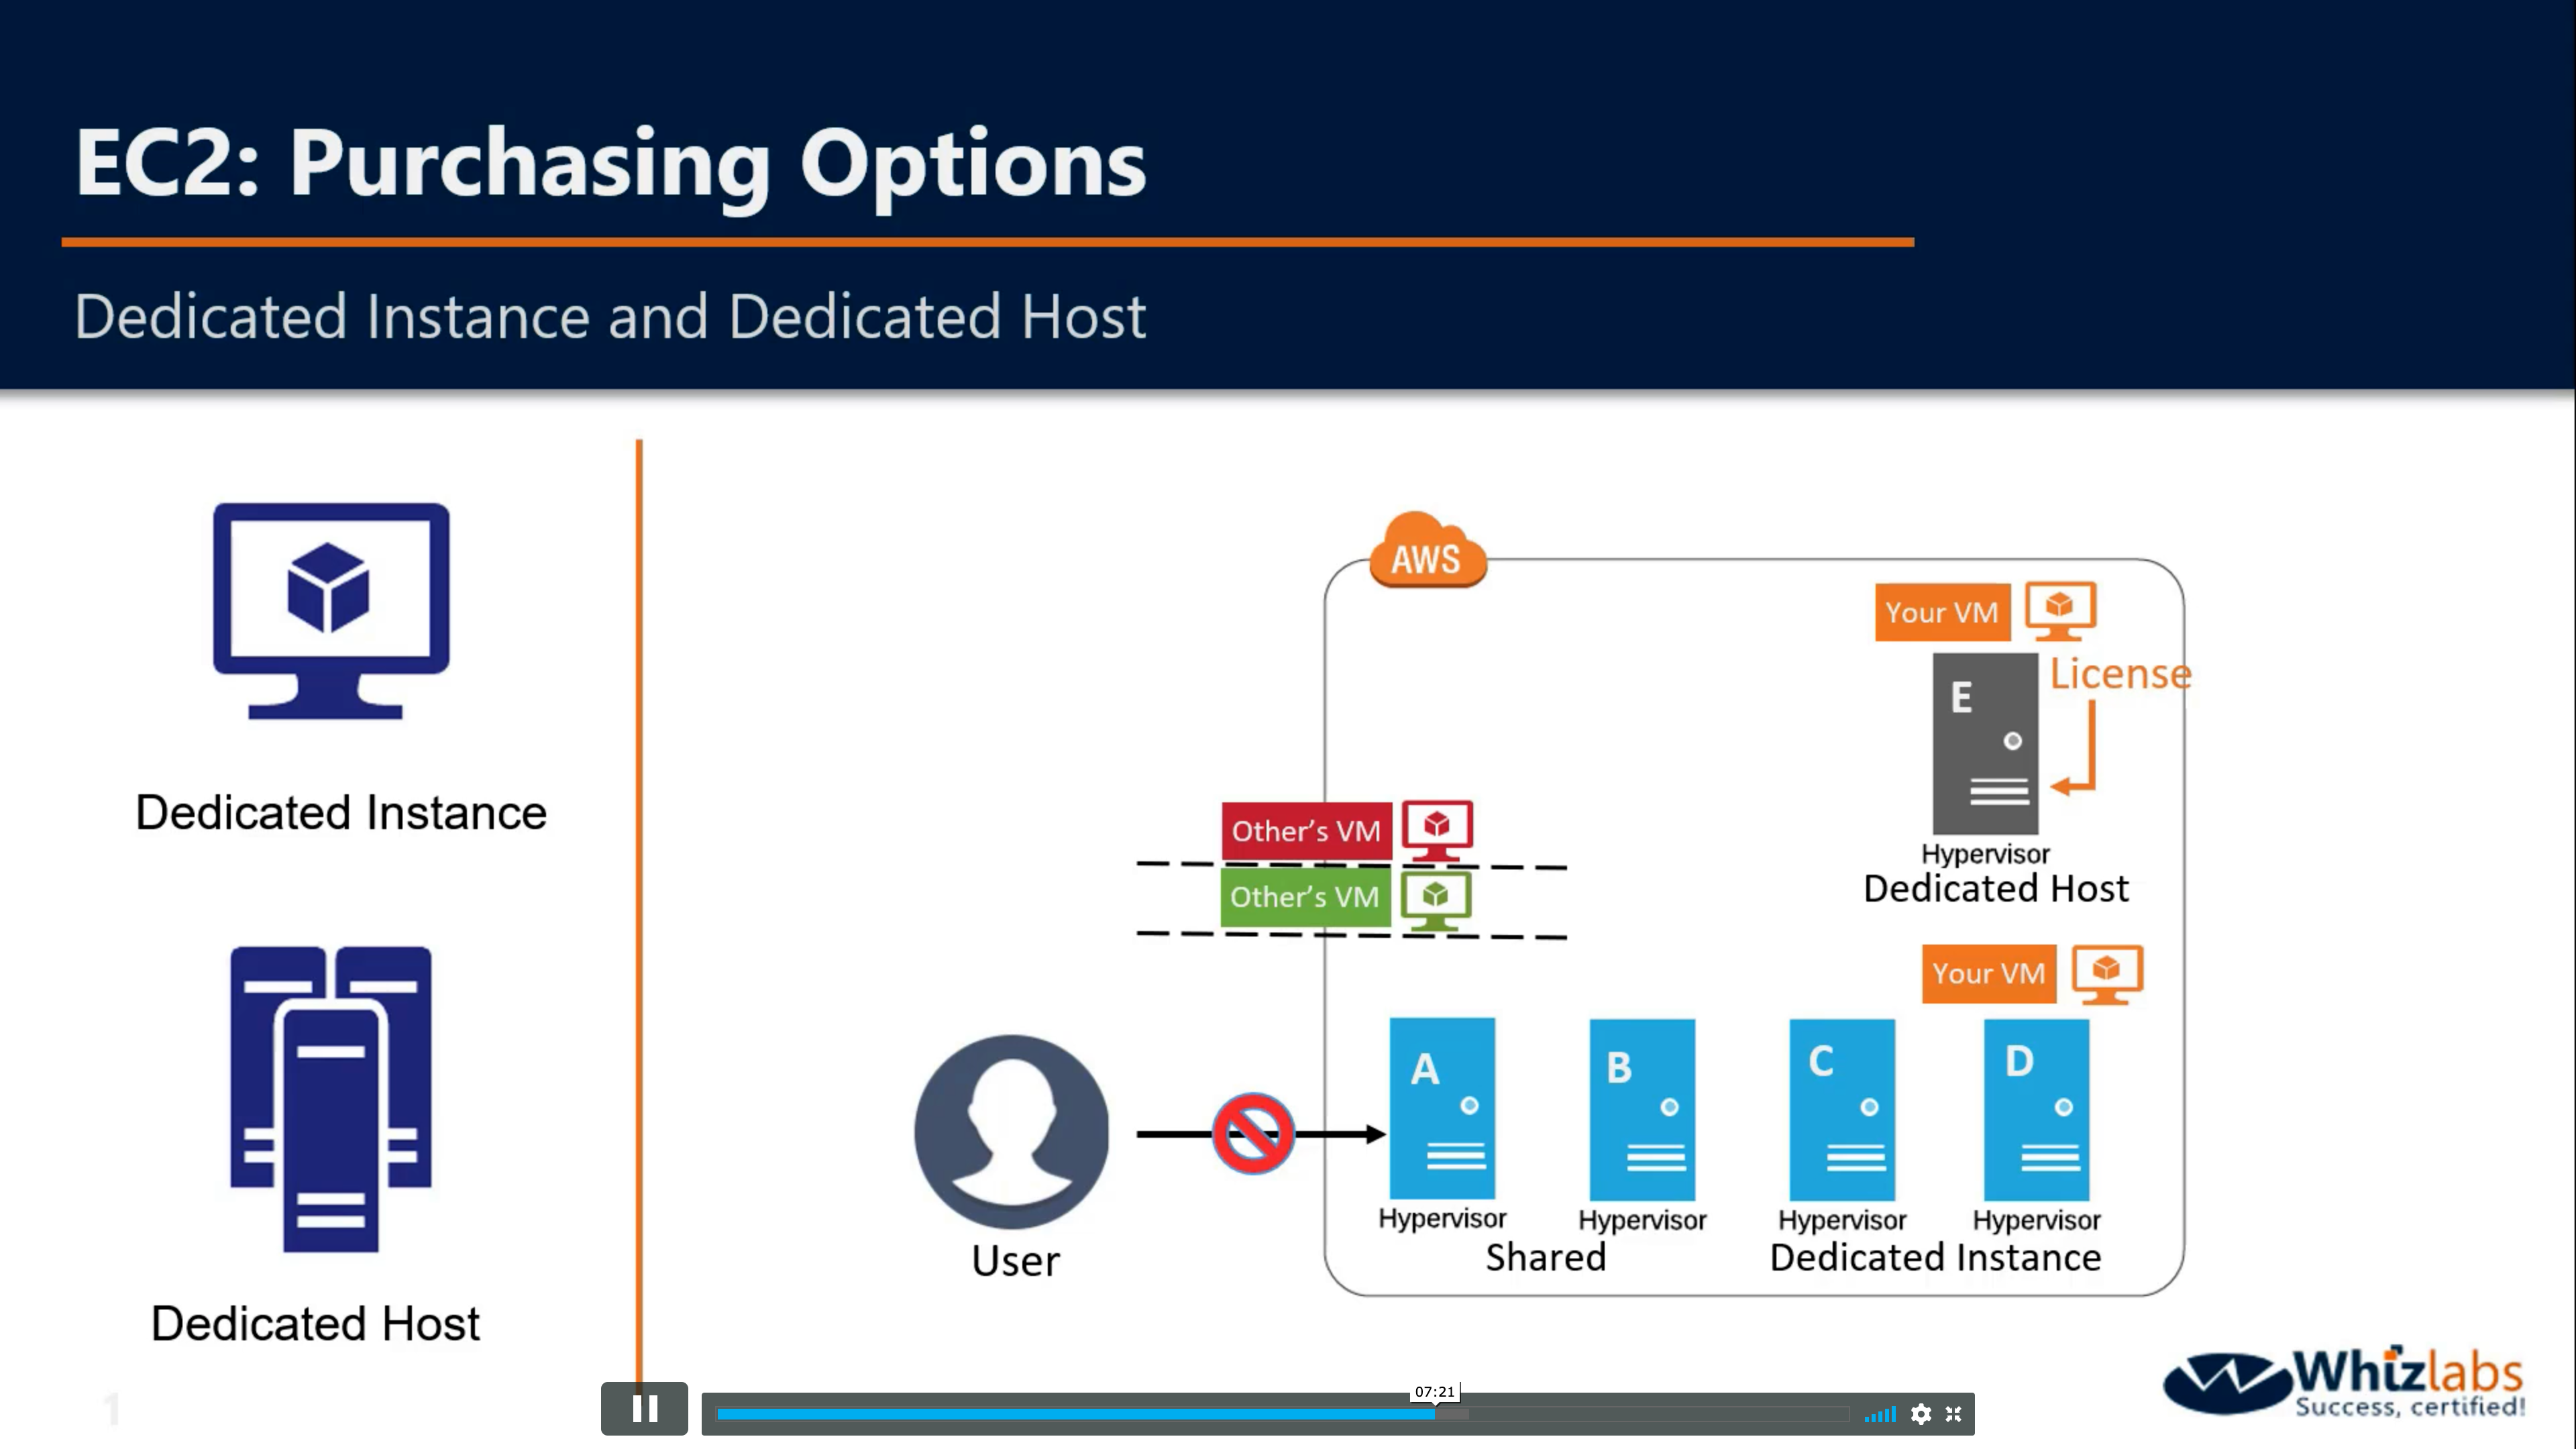 EC2: Purchasing Options
Dedicated Instance and Dedicated Host
Dedicated Instance
Dedicated Host
AWS
Your VM
License
E
Hypervisor
Dedicated Host
Other's VM
Other's VM
Your VM
A
B
C
D
Hypervisor
Hypervisor
Hypervisor
Hypervisor
Shared
Dedicated Instance
User
1
07:21
Whizlabs
Success, certified!